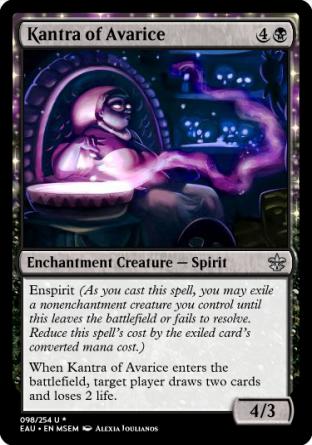 Kantra of Avarice 4
Enchantment Creature — Spirit
Enspirit (As you cast this spell, you may exile
a nonenchantment creature you control until
this leaves the battlefield or fails to resolve.
Reduce this spell's cost by the exiled card's
converted mana cost.)
When Kantra of Avarice enters the
battlefield, target player draws two cards
and loses 2 life.
4/3
098/254 U *
EAU • EN MSEM Alexia Ioulianos